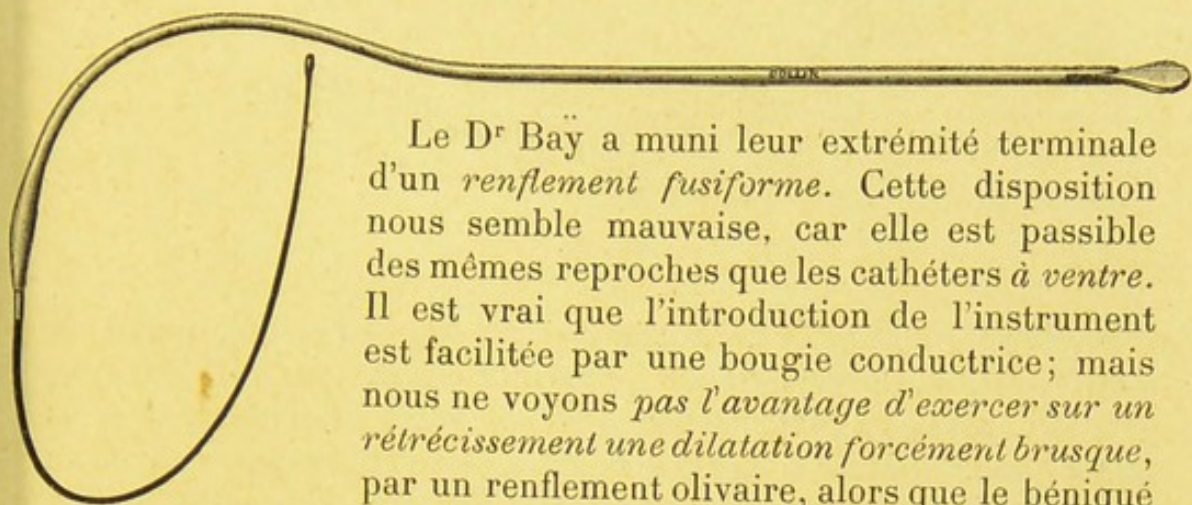 COLLIN
Le Dr Baÿ a muni leur extrémité terminale
d'un renflement fusiforme. Cette disposition
nous semble mauvaise, car elle est passible
des mêmes reproches que les cathéters à ventre.
Il est vrai que l'introduction de l'instrument
est facilitée par une bougie conductrice; mais
nous ne voyons pas l'avantage d'exercer sur un
rétrécissement une dilatation forcément brusque,
par un renflement olivaire, alors que le béniqué